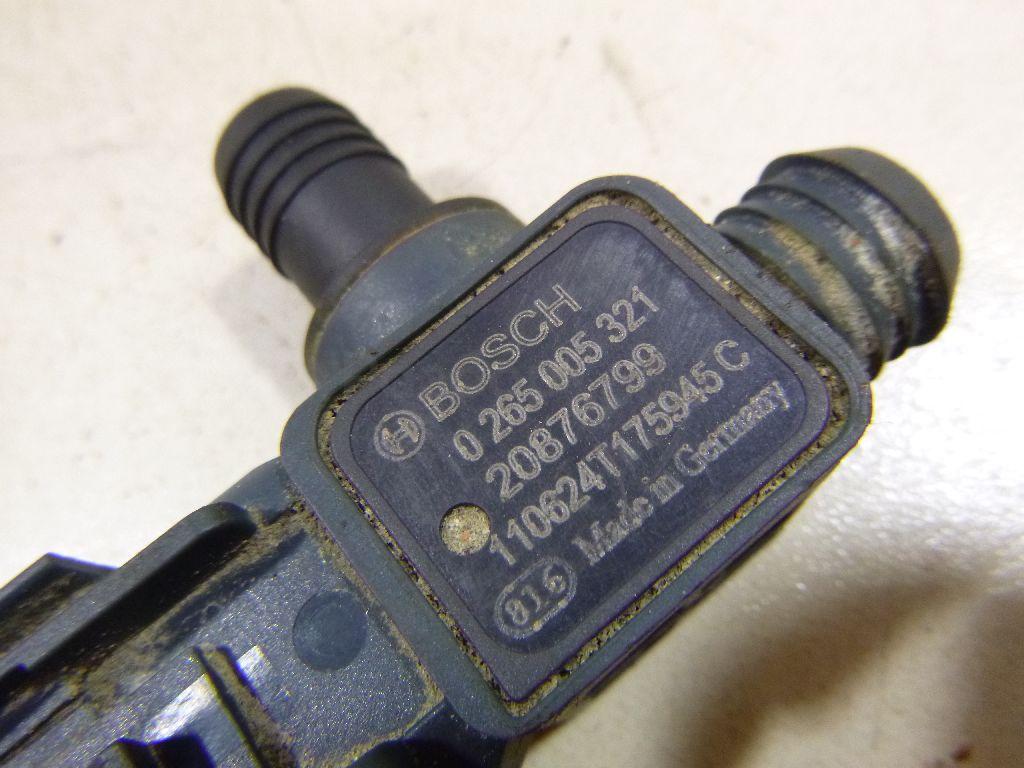 BOSCH
0 265 005 321
20876799
110624T175945 C
816 Made in Germany